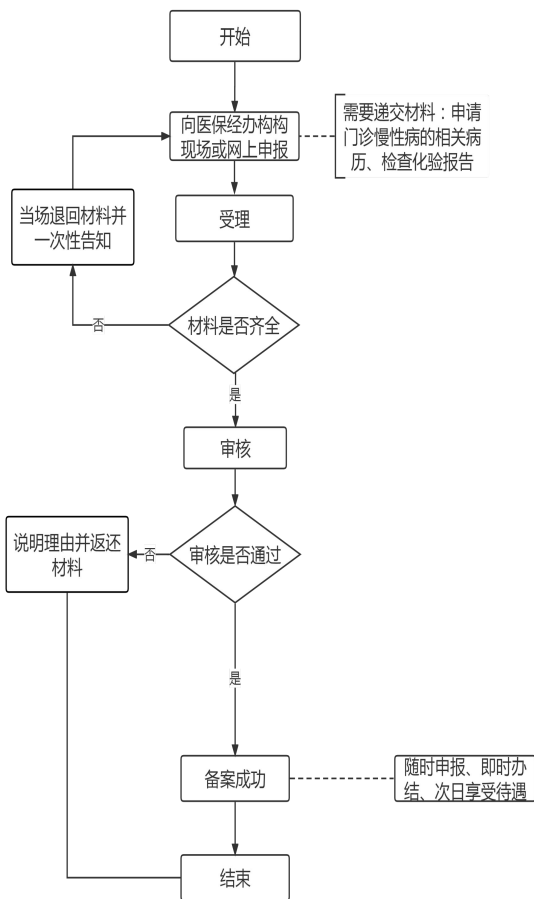 开始
向医保经办构构
现场或网上申报
需要递交材料：申请
门诊慢性病的相关病
历、检查化验报告
当场退回材料并
一次性告知
受理
材料是否齐全
否
是
审核
说明理由并返还
材料
否
审核是否通过
是
备案成功
随时申报、即时办
结、次日享受待遇
结束